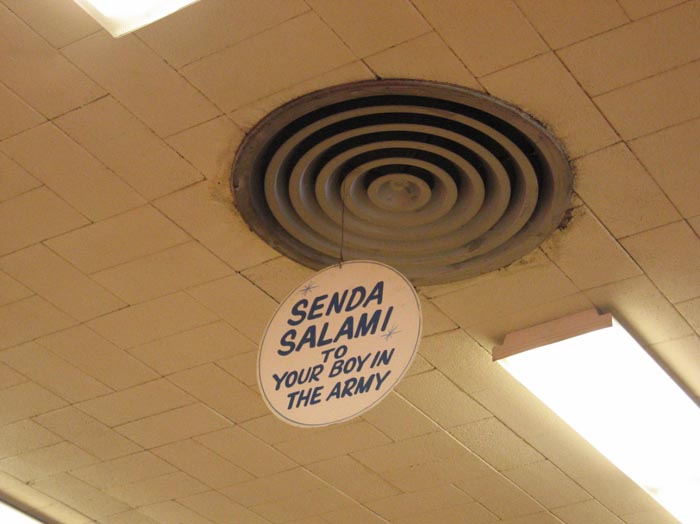 SENDA
SALAMI
TO
YOUR BOY IN
THE ARMY